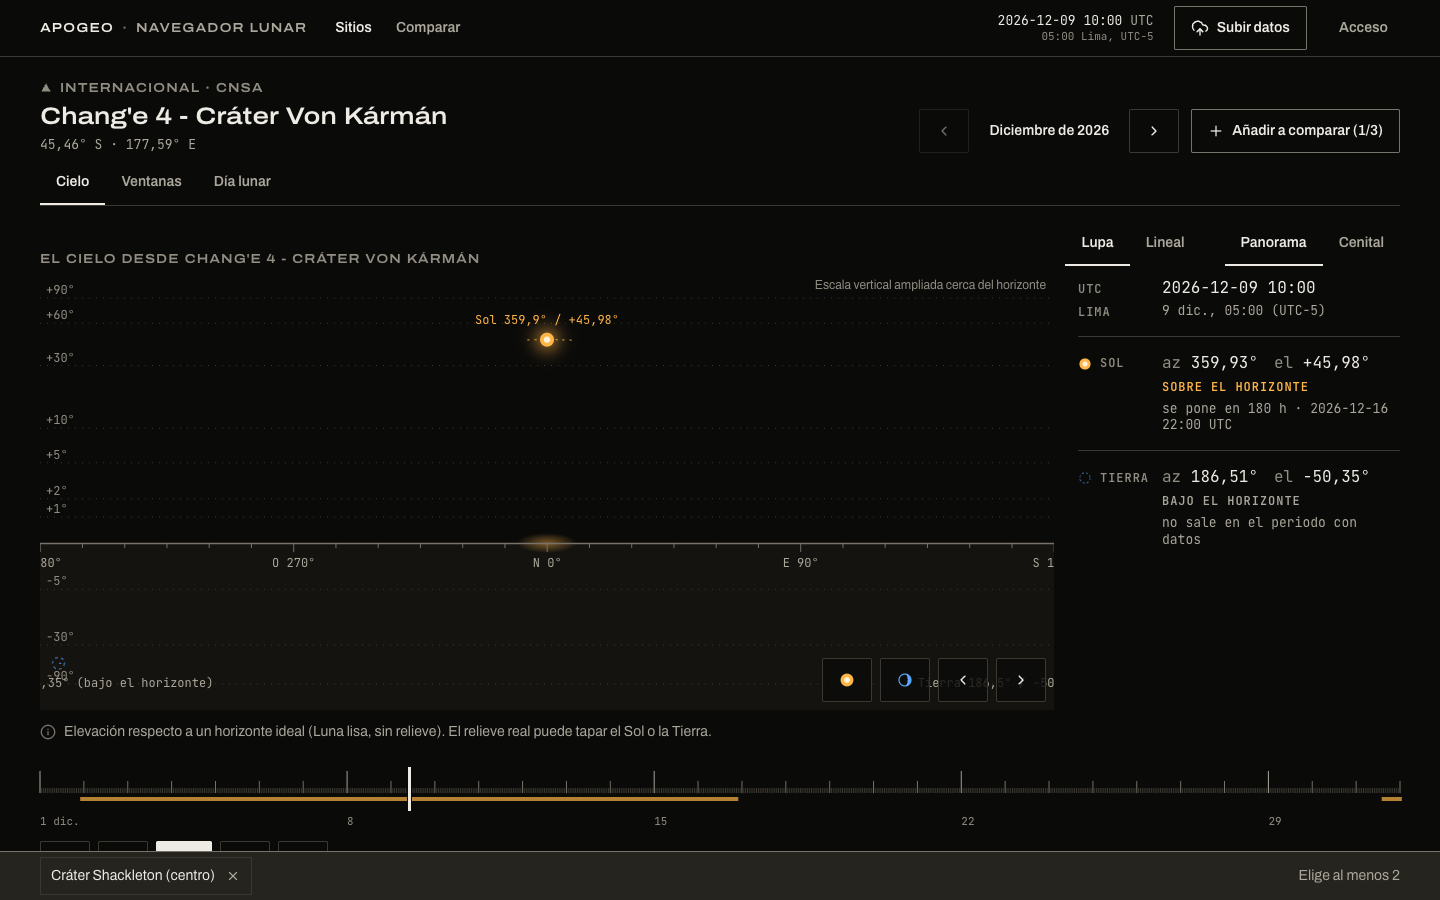 APOGEO · NAVEGADOR LUNAR
Sitios
Comparar
2026-12-09 10:00 UTC
05:00 Lima, UTC-5
Subir datos
Acceso
INTERNACIONAL · CNSA
Chang'e 4 - Cráter Von Kármán
45,46° S · 177,59° E
Diciembre de 2026
Añadir a comparar (1/3)
Cielo
Ventanas
Día lunar
EL CIELO DESDE CHANG'E 4 - CRÁTER VON KÁRMÁN
Lupa
Lineal
Panorama
Cenital
Escala vertical ampliada cerca del horizonte
+90°
+60°
Sol 359,9° / +45,98°
+30°
+10°
+5°
+2°
+1°
80°
O 270°
N 0°
E 90°
S 1
-5°
-30°
-90°
,35° (bajo el horizonte)
Tierra 186,5° / -50
UTC
2026-12-09 10:00
LIMA
9 dic., 05:00 (UTC-5)
SOL
az 359,93° el +45,98°
SOBRE EL HORIZONTE
se pone en 180 h · 2026-12-16
22:00 UTC
TIERRA
az 186,51° el -50,35°
BAJO EL HORIZONTE
no sale en el periodo con
datos
Elevación respecto a un horizonte ideal (Luna lisa, sin relieve). El relieve real puede tapar el Sol o la Tierra.
1 dic.
8
15
22
29
Cráter Shackleton (centro)
Elige al menos 2